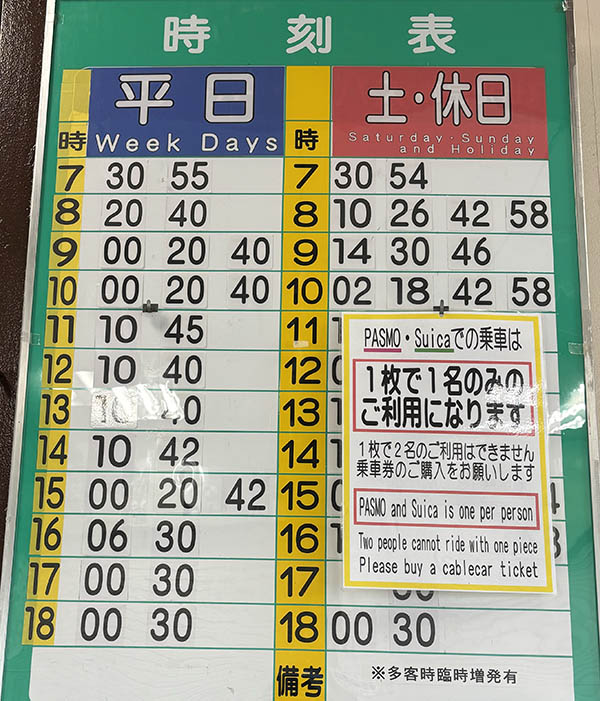 時刻表
平日 土・休日
時 Week Days 時 Saturday・Sunday
and Holiday
7 30 55 7 30 54
8 20 40 8 10 26 42 58
9 00 20 40 9 14 30 46
10 00 20 40 10 02 18 42 58
11 10 45 11
12 10 40 12
13 10 40 13
14 10 42 14
15 00 20 42 15
16 06 30 16
17 00 30 17
18 00 30 18 00 30
備考 ※多客時臨時増発有
PASMO・Suicaでの乗車は
1枚で1名のみの
ご利用になります
1枚で2名のご利用はできません
乗車券のご購入をお願いします
PASMO and Suica is one per person
Two people cannot ride with one piece
Please buy a cablecar ticket